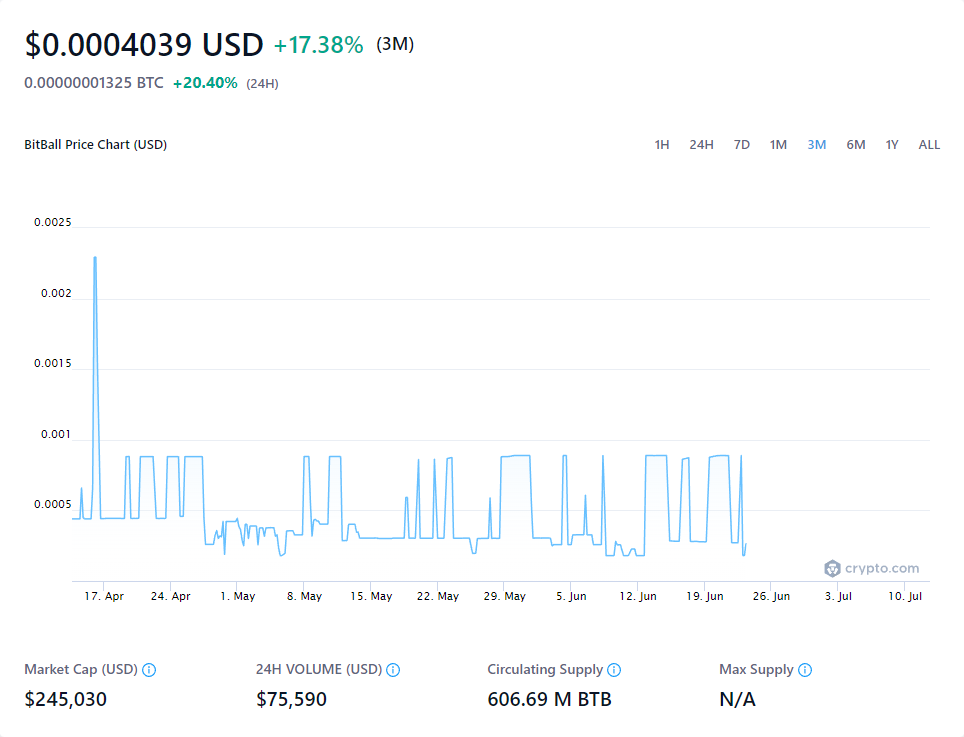 $0.0004039 USD +17.38% (3M)
0.00000001325 BTC +20.40% (24H)
BitBall Price Chart (USD) 1H 24H 7D 1M 3M 6M 1Y ALL
0.0025
0.002
0.0015
0.001
0.0005
crypto.com
17. Apr 24. Apr 1. May 8. May 15. May 22. May 29. May 5. Jun 12. Jun 19. Jun 26. Jun 3. Jul 10. Jul
Market Cap (USD) 24H VOLUME (USD) Circulating Supply Max Supply
$245,030 $75,590 606.69 M BTB N/A